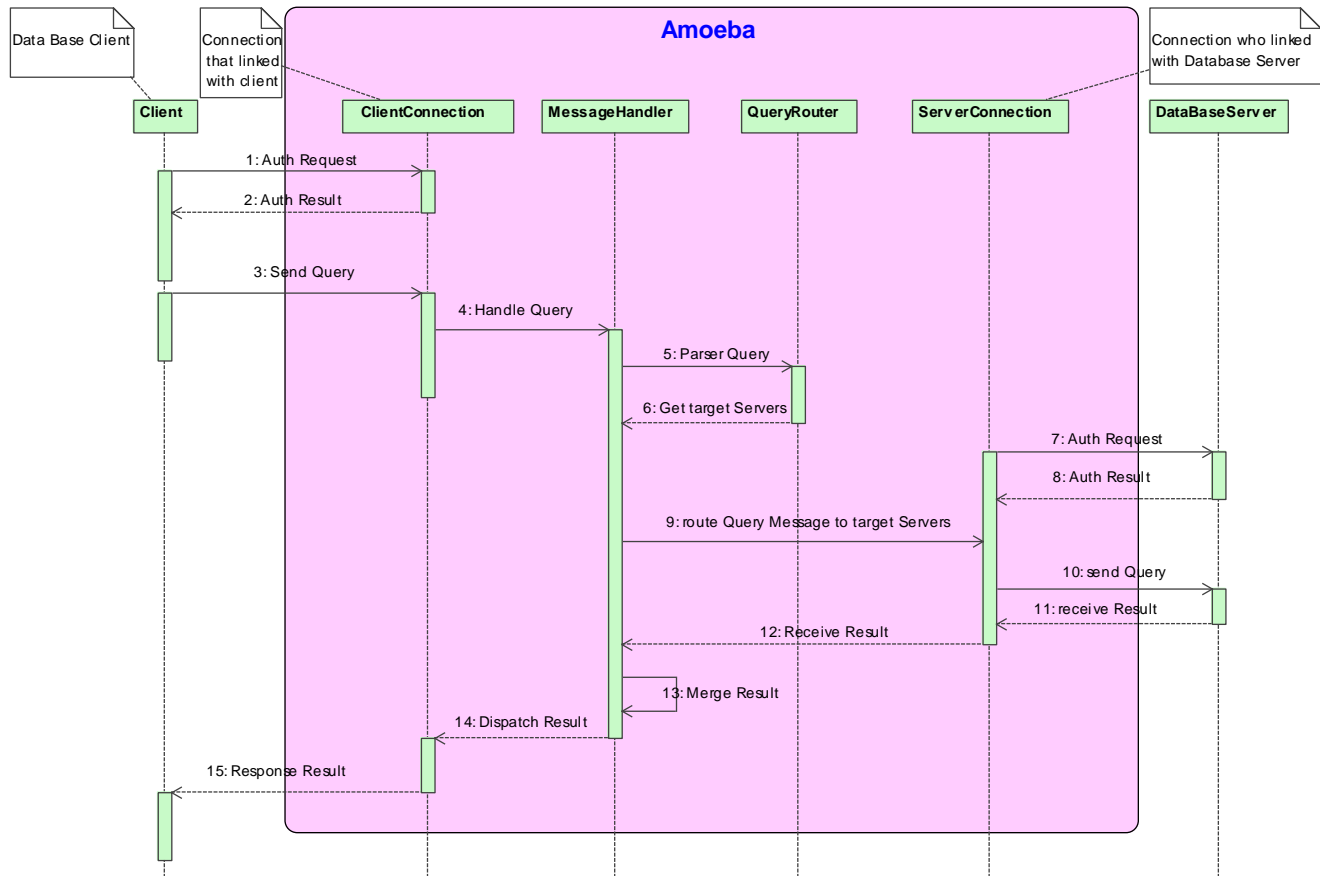 Amoeba
Data Base Client
Connection
that linked
with client
Connection who linked
with Database Server
Client
ClientConnection
MessageHandler
QueryRouter
ServerConnection
DataBaseServer
1: Auth Request
2: Auth Result
3: Send Query
4: Handle Query
5: Parser Query
6: Get target Servers
7: Auth Request
8: Auth Result
9: route Query Message to target Servers
10: send Query
11: receive Result
12: Receive Result
13: Merge Result
14: Dispatch Result
15: Response Result